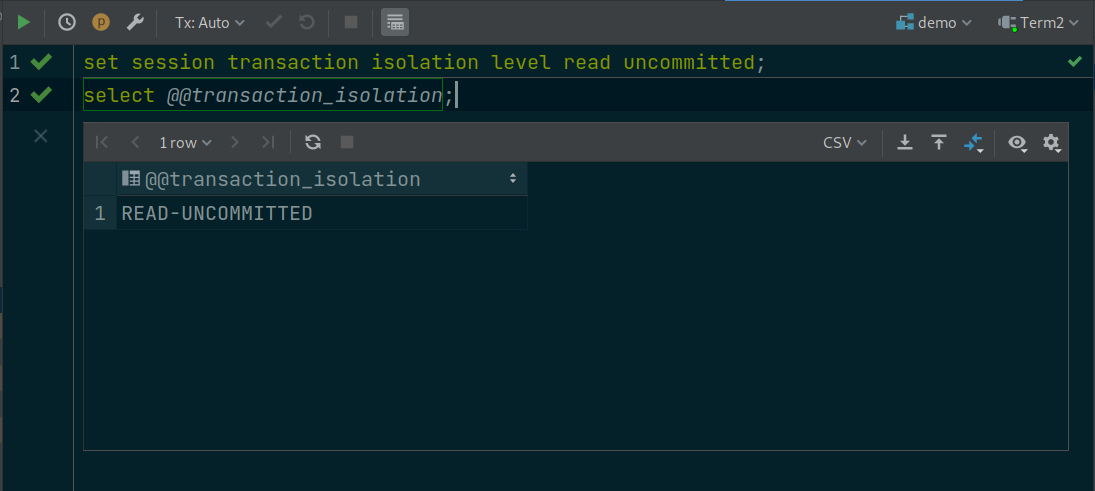 Tx: Auto demo Term2
1 set session transaction isolation level read uncommitted;
2 select @@transaction_isolation;
1 row CSV
@@transaction_isolation
1 READ-UNCOMMITTED